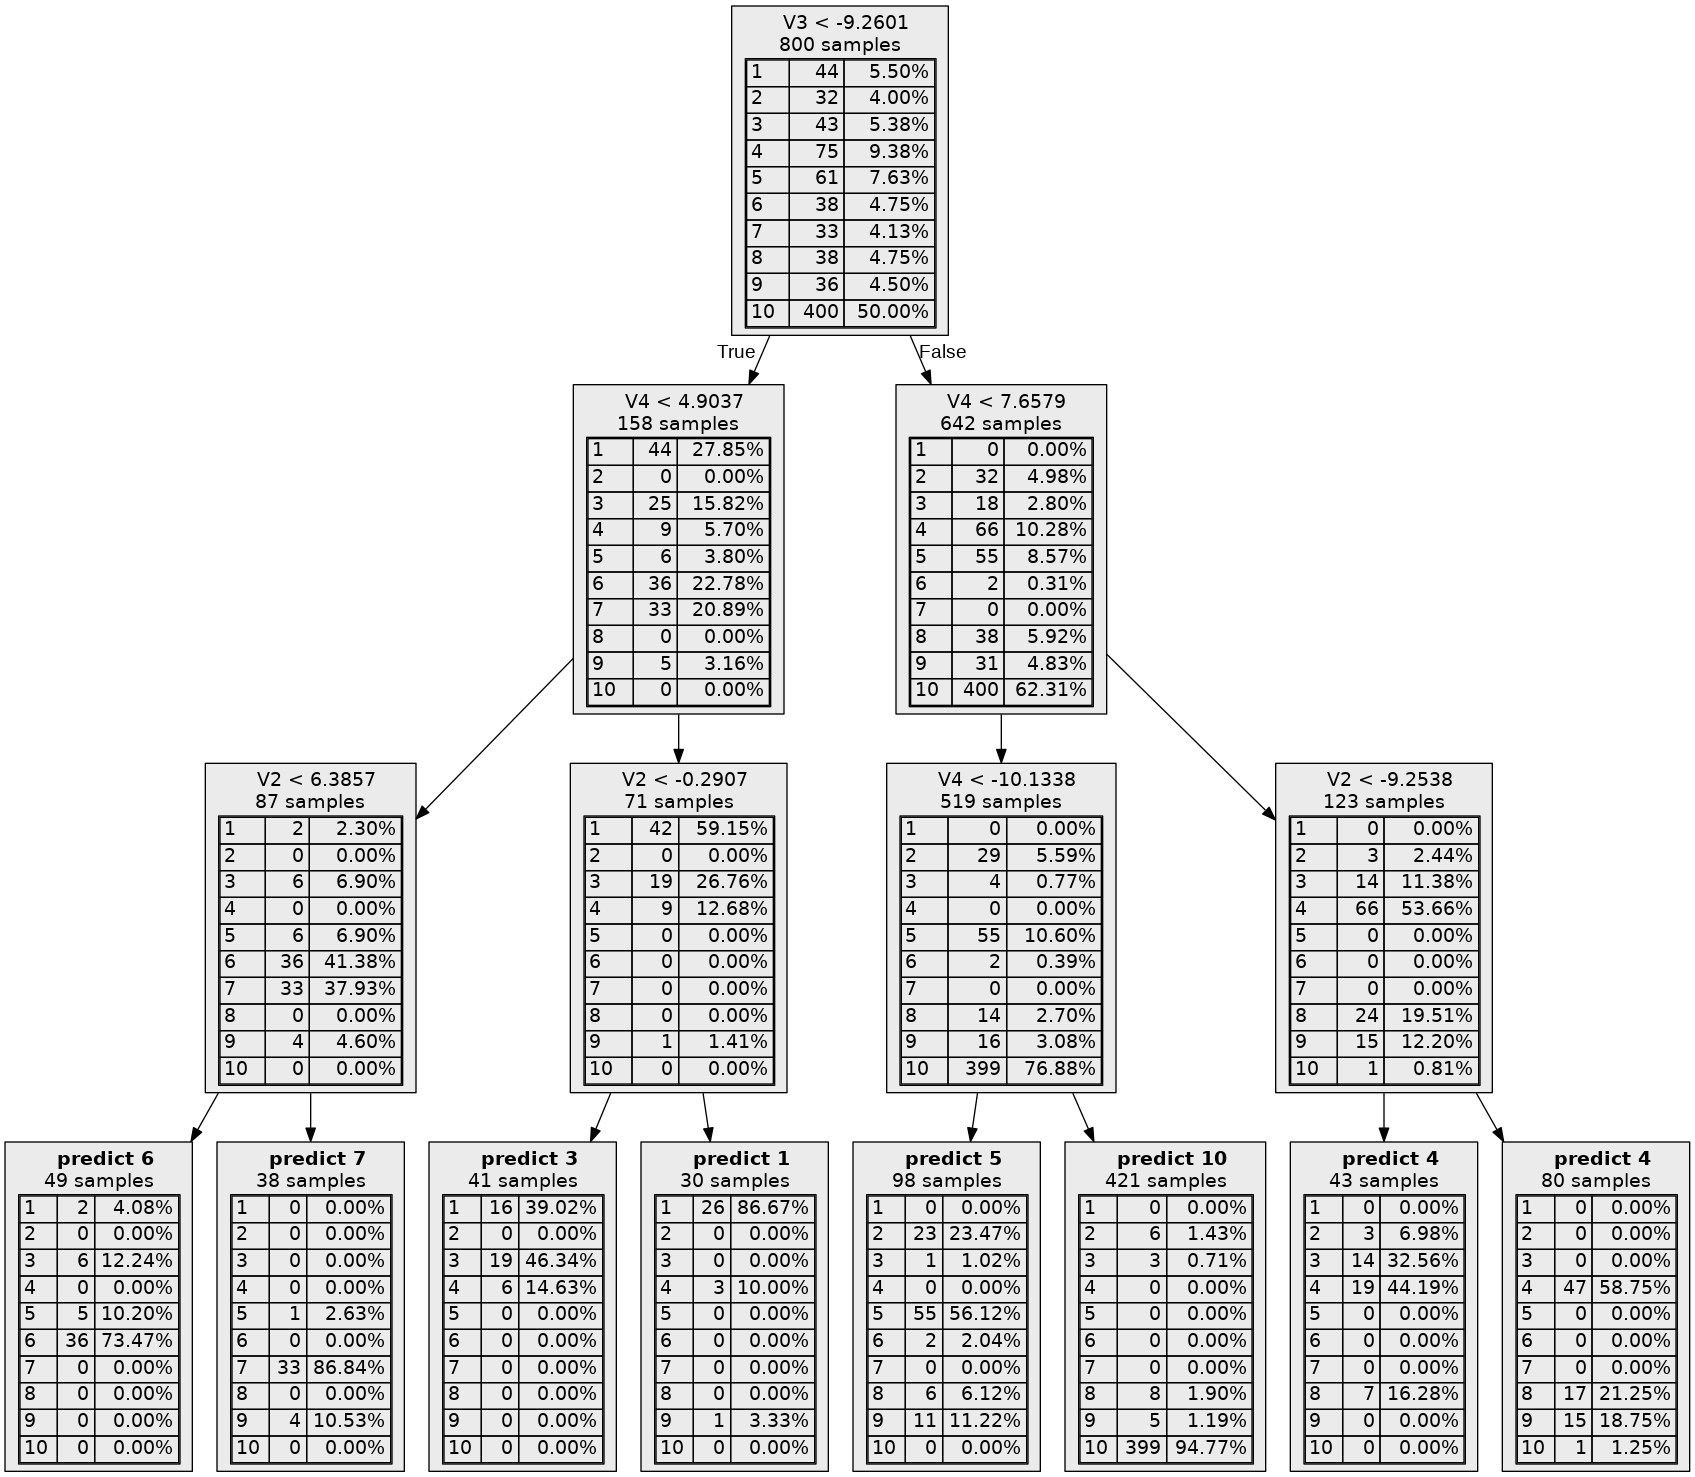 V3 < -9.2601
800 samples
1 44 5.50%
2 32 4.00%
3 43 5.38%
4 75 9.38%
5 61 7.63%
6 38 4.75%
7 33 4.13%
8 38 4.75%
9 36 4.50%
10 400 50.00%
True
False
V4 < 4.9037
158 samples
1 44 27.85%
2 0 0.00%
3 25 15.82%
4 9 5.70%
5 6 3.80%
6 36 22.78%
7 33 20.89%
8 0 0.00%
9 5 3.16%
10 0 0.00%
V4 < 7.6579
642 samples
1 0 0.00%
2 32 4.98%
3 18 2.80%
4 66 10.28%
5 55 8.57%
6 2 0.31%
7 0 0.00%
8 38 5.92%
9 31 4.83%
10 400 62.31%
V2 < 6.3857
87 samples
1 2 2.30%
2 0 0.00%
3 6 6.90%
4 0 0.00%
5 6 6.90%
6 36 41.38%
7 33 37.93%
8 0 0.00%
9 4 4.60%
10 0 0.00%
V2 < -0.2907
71 samples
1 42 59.15%
2 0 0.00%
3 19 26.76%
4 9 12.68%
5 0 0.00%
6 0 0.00%
7 0 0.00%
8 0 0.00%
9 1 1.41%
10 0 0.00%
V4 < -10.1338
519 samples
1 0 0.00%
2 29 5.59%
3 4 0.77%
4 0 0.00%
5 55 10.60%
6 2 0.39%
7 0 0.00%
8 14 2.70%
9 16 3.08%
10 399 76.88%
V2 < -9.2538
123 samples
1 0 0.00%
2 3 2.44%
3 14 11.38%
4 66 53.66%
5 0 0.00%
6 0 0.00%
7 0 0.00%
8 24 19.51%
9 15 12.20%
10 1 0.81%
predict 6
49 samples
1 2 4.08%
2 0 0.00%
3 6 12.24%
4 0 0.00%
5 5 10.20%
6 36 73.47%
7 0 0.00%
8 0 0.00%
9 0 0.00%
10 0 0.00%
predict 7
38 samples
1 0 0.00%
2 0 0.00%
3 0 0.00%
4 0 0.00%
5 1 2.63%
6 0 0.00%
7 33 86.84%
8 0 0.00%
9 4 10.53%
10 0 0.00%
predict 3
41 samples
1 16 39.02%
2 0 0.00%
3 19 46.34%
4 6 14.63%
5 0 0.00%
6 0 0.00%
7 0 0.00%
8 0 0.00%
9 0 0.00%
10 0 0.00%
predict 1
30 samples
1 26 86.67%
2 0 0.00%
3 0 0.00%
4 3 10.00%
5 0 0.00%
6 0 0.00%
7 0 0.00%
8 0 0.00%
9 1 3.33%
10 0 0.00%
predict 5
98 samples
1 0 0.00%
2 23 23.47%
3 1 1.02%
4 0 0.00%
5 55 56.12%
6 2 2.04%
7 0 0.00%
8 6 6.12%
9 11 11.22%
10 0 0.00%
predict 10
421 samples
1 0 0.00%
2 6 1.43%
3 3 0.71%
4 0 0.00%
5 0 0.00%
6 0 0.00%
7 0 0.00%
8 8 1.90%
9 5 1.19%
10 399 94.77%
predict 4
43 samples
1 0 0.00%
2 3 6.98%
3 14 32.56%
4 19 44.19%
5 0 0.00%
6 0 0.00%
7 0 0.00%
8 7 16.28%
9 0 0.00%
10 0 0.00%
predict 4
80 samples
1 0 0.00%
2 0 0.00%
3 0 0.00%
4 47 58.75%
5 0 0.00%
6 0 0.00%
7 0 0.00%
8 17 21.25%
9 15 18.75%
10 1 1.25%